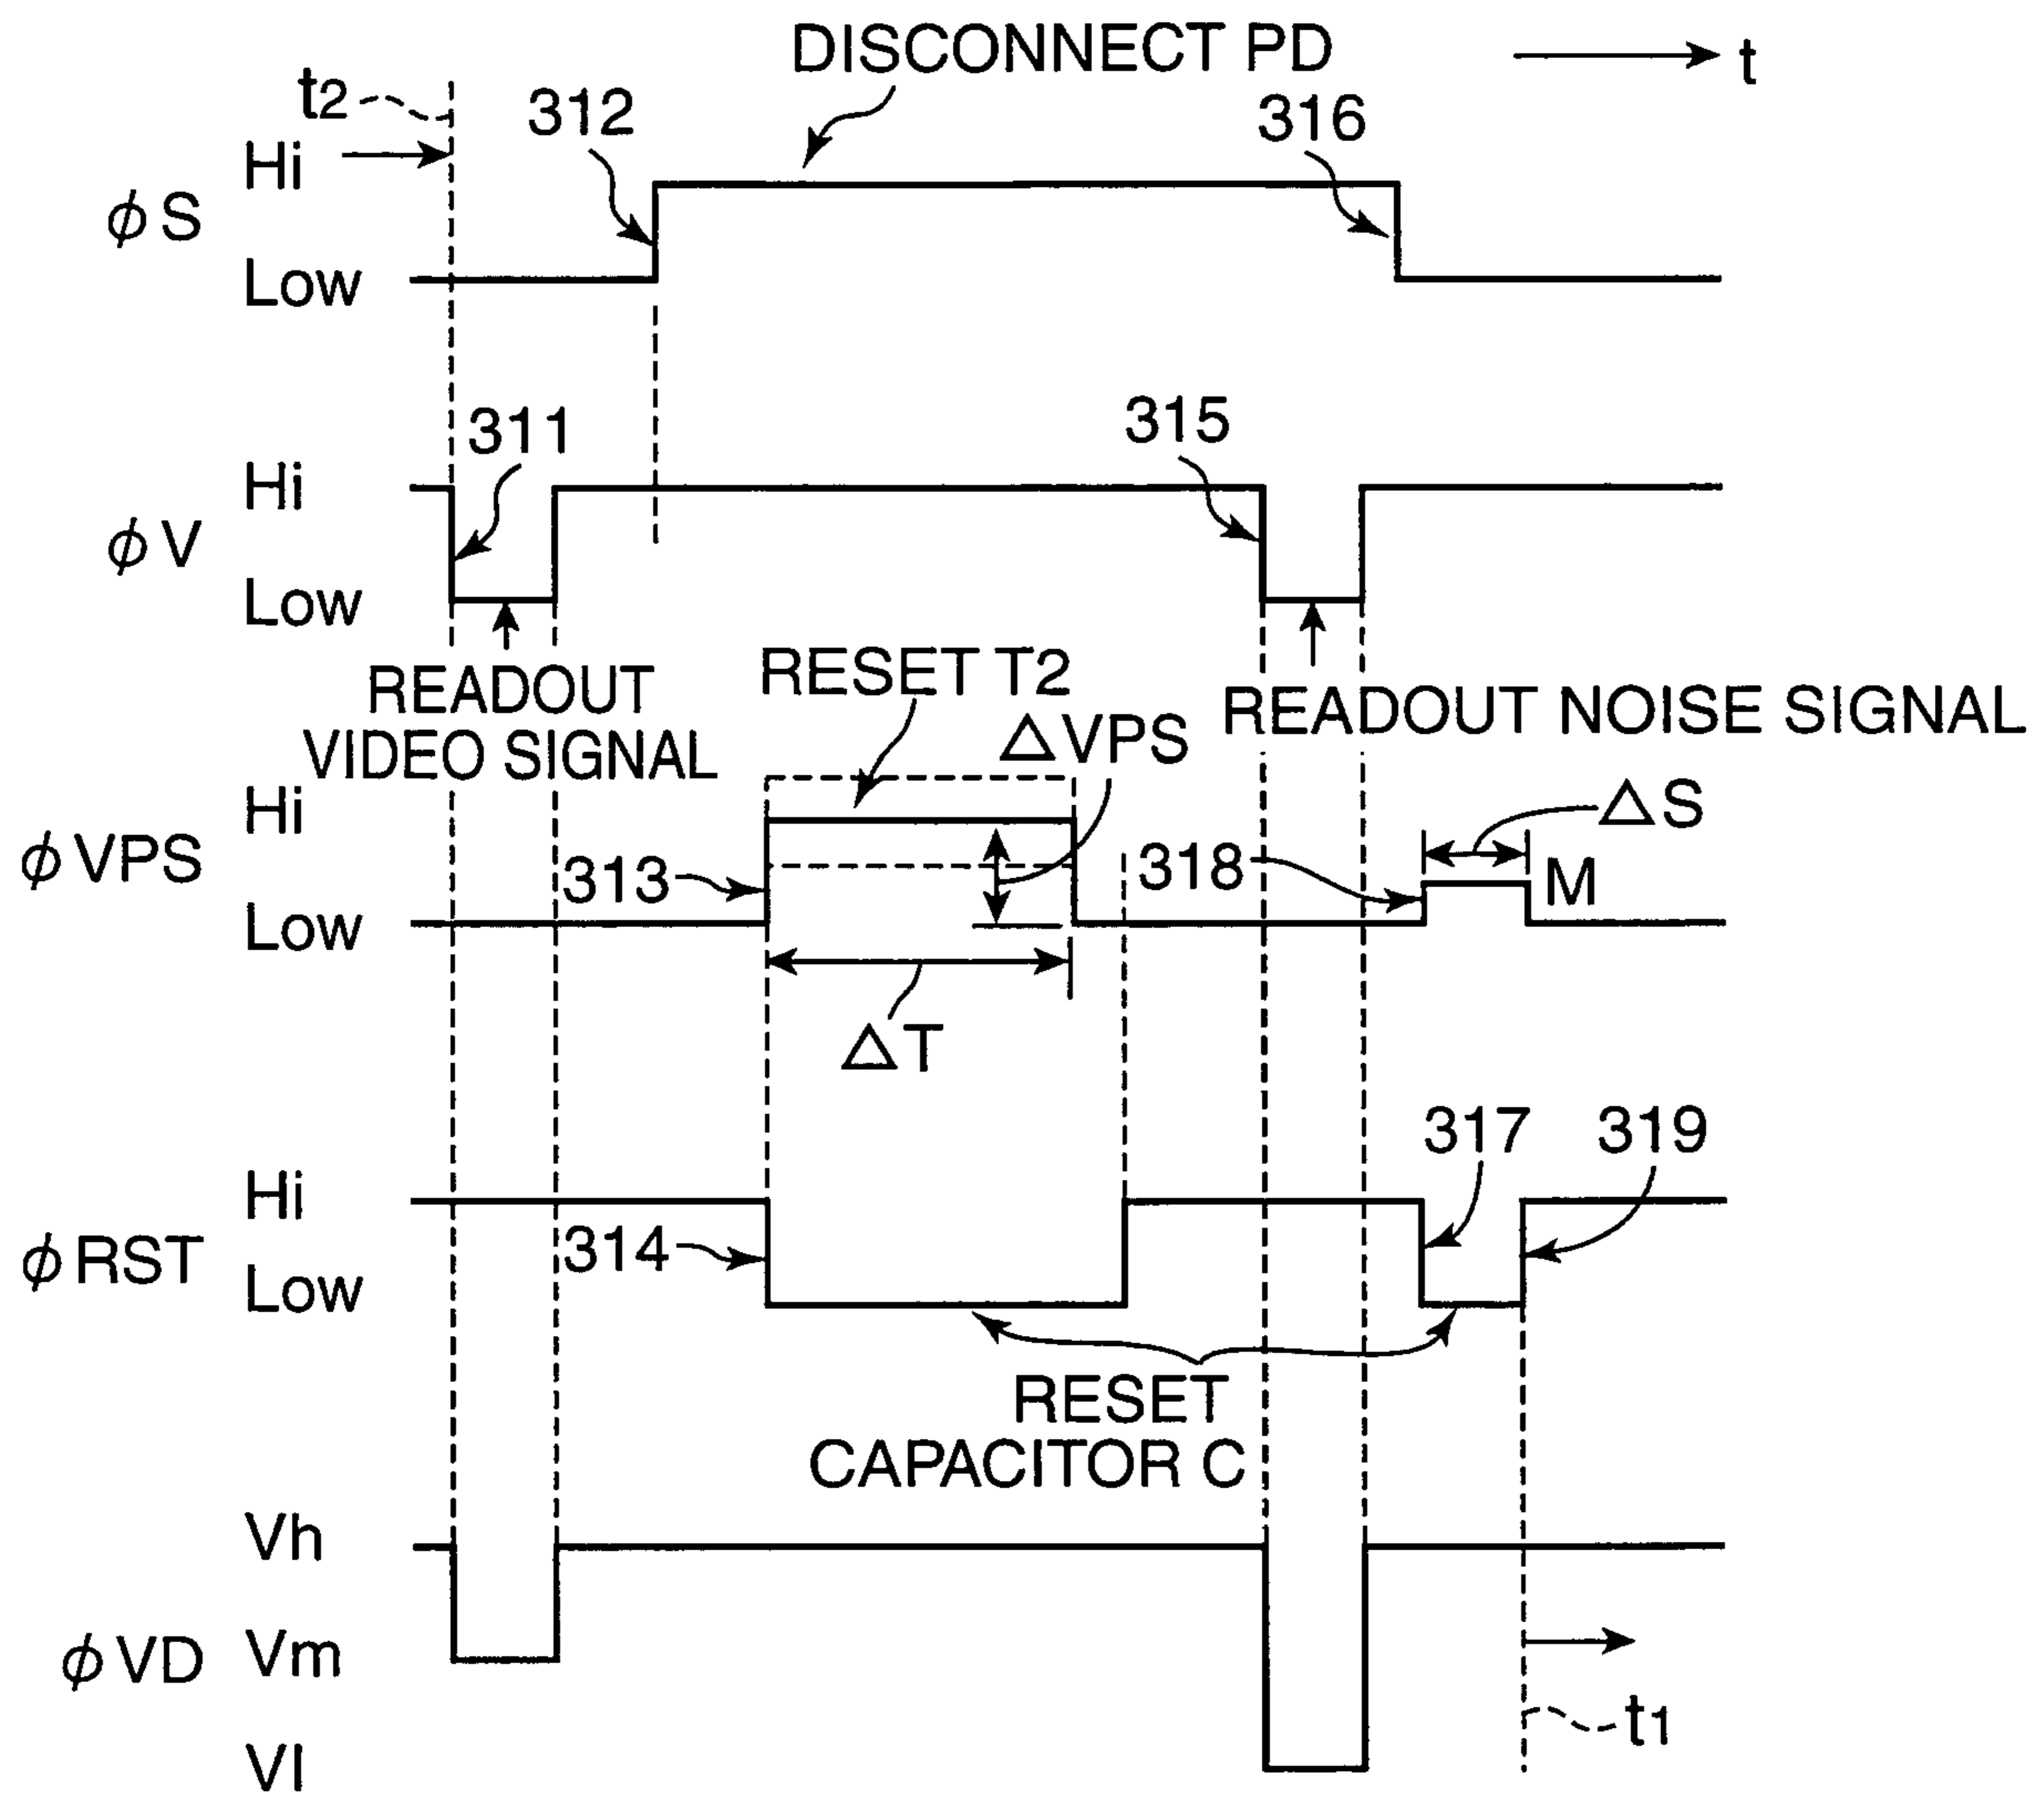 DISCONNECT PD
t
t2
312
316
Hi
φS
Low
311
315
Hi
φV
Low
READOUT
VIDEO SIGNAL
RESET T2
ΔVPS
READOUT NOISE SIGNAL
Hi
φVPS
Low
313
318
ΔS
M
ΔT
317
319
Hi
φRST
Low
314
RESET
CAPACITOR C
Vh
φVD
Vm
Vl
t1